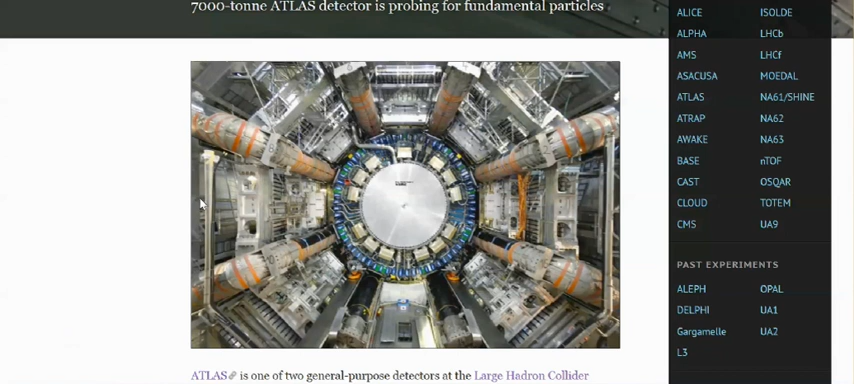 7000-tonne ATLAS detector is probing for fundamental particles
ATLAS is one of two general-purpose detectors at the Large Hadron Collider
ALICE ISOLDE
ALPHA LHCb
AMS LHCf
ASACUSA MOEDAL
ATLAS NA61/SHINE
ATRAP NA62
AWAKE NA63
BASE nTOF
CAST OSQAR
CLOUD TOTEM
CMS UA9
PAST EXPERIMENTS
ALEPH OPAL
DELPHI UA1
Gargamelle UA2
L3